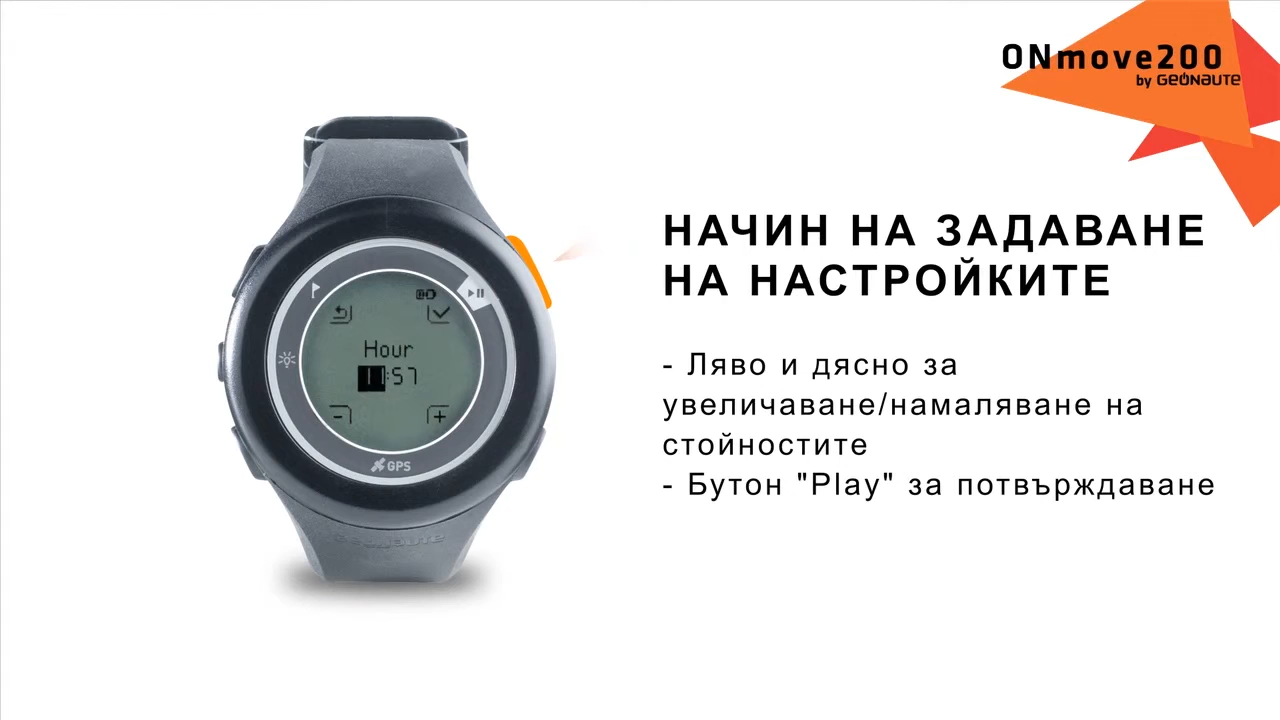 ONmove200
by GEONAUTE
НАЧИН НА ЗАДАВАНЕ
НА НАСТРОЙКИТЕ
- Ляво и дясно за
увеличаване/намаляване на
стойностите
- Бутон "Play" за потвърждаване
Hour
11:57
GPS
Geonaute